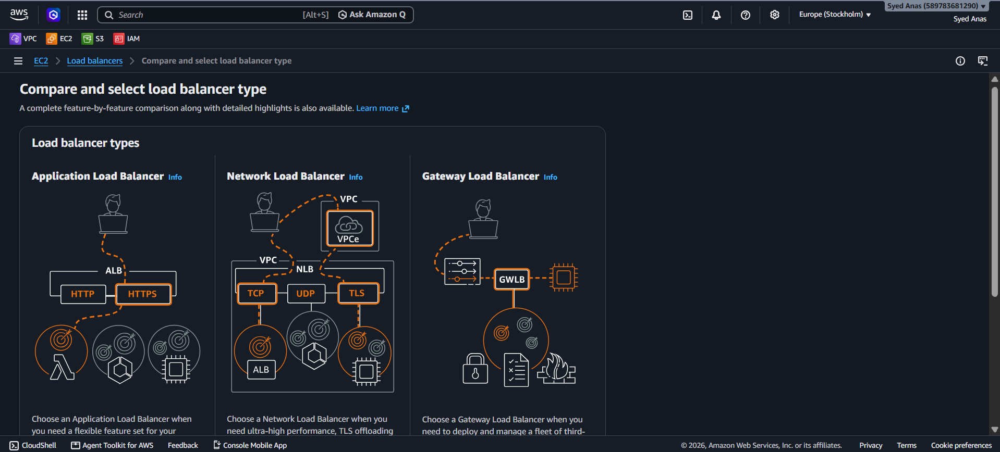 aws
Search [Alt+S] Ask Amazon Q
Europe (Stockholm)
Syed Anas (589783681290)
Syed Anas
VPC EC2 S3 IAM
EC2 Load balancers Compare and select load balancer type
Compare and select load balancer type
A complete feature-by-feature comparison along with detailed highlights is also available. Learn more
Load balancer types
Application Load Balancer Info
ALB
HTTP HTTPS
Choose an Application Load Balancer when
you need a flexible feature set for your
Network Load Balancer Info
VPC
VPCe
VPC
NLB
TCP UDP TLS
ALB
Choose a Network Load Balancer when you
need ultra-high performance, TLS offloading
Gateway Load Balancer Info
GWLB
Choose a Gateway Load Balancer when you
need to deploy and manage a fleet of third-
CloudShell Agent Toolkit for AWS Feedback Console Mobile App
© 2026, Amazon Web Services, Inc. or its affiliates. Privacy Terms Cookie preferences